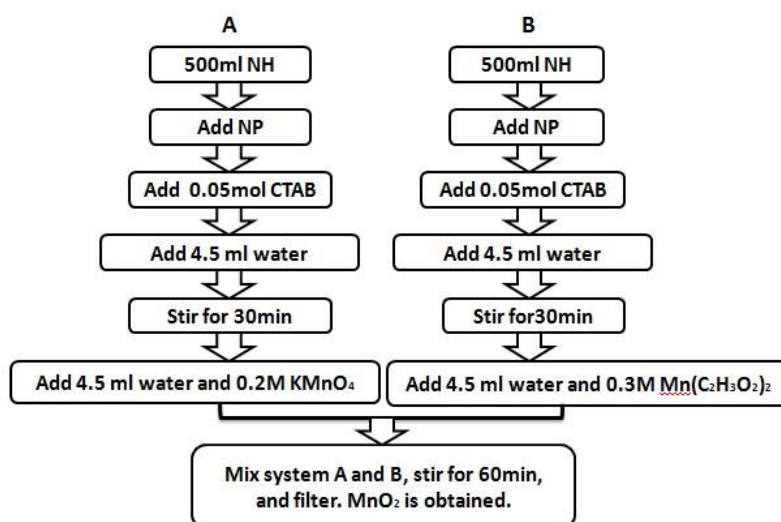 A
500ml NH
Add NP
Add 0.05mol CTAB
Add 4.5 ml water
Stir for 30min
Add 4.5 ml water and 0.2M KMnO₄
B
500ml NH
Add NP
Add 0.05mol CTAB
Add 4.5 ml water
Stir for30min
Add 4.5 ml water and 0.3M Mn(C₂H₃O₂)₂
Mix system A and B, stir for 60min,
and filter. MnO₂ is obtained.